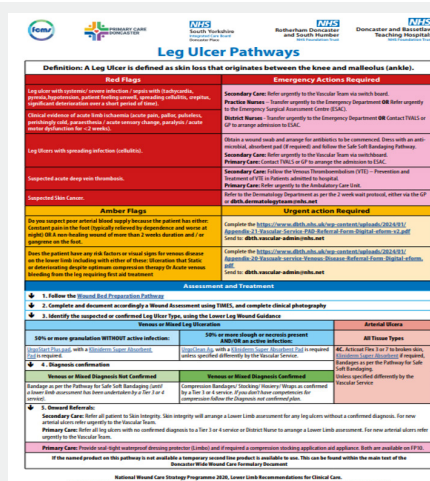 fcms
PRIMARY CARE
DONCASTER
NHS
South Yorkshire
Integrated Care Board
Doncaster Place
NHS
Rotherham Doncaster
and South Humber
NHS Foundation Trust
NHS
Doncaster and Bassetlaw
Teaching Hospitals
NHS Foundation Trust
Leg Ulcer Pathways
Definition: A Leg Ulcer is defined as skin loss that originates between the knee and malleolus (ankle).
Red Flags
Emergency Actions Required
Leg ulcer with systemic/ severe infection / sepsis with (tachycardia,
pyrexia, hypotension, patient feeling unwell, spreading cellulitis, crepitus,
significant deterioration over a short period of time).
Clinical evidence of acute limb ischaemia (acute pain, pallor, pulseless,
perishingly cold, paraesthesia / acute sensory change, paralysis / acute
motor dysfunction for <2 weeks).
Secondary Care: Refer urgently to the Vascular Team via switch board.
Practice Nurses – Transfer urgently to the Emergency Department OR Refer urgently
to the Emergency Surgical Assessment Centre (ESAC).
District Nurses - Transfer urgently to the Emergency Department OR Contact TVALS or
GP to arrange admission to ESAC.
Leg Ulcers with spreading infection (cellulitis).
Obtain a wound swab and arrange for antibiotics to be commenced. Dress with an anti-
microbial, absorbent pad (if required) and follow the Safe Soft Bandaging Pathway.
Secondary Care: Refer urgently to the Vascular Team via switchboard.
Primary Care: Contact TVALS or GP to arrange the admission to ESAC.
Suspected acute deep vein thrombosis.
Secondary Care: Follow the Venous Thromboembolism (VTE) – Prevention and
Treatment of VTE in Patients admitted to hospital.
Primary Care: Refer urgently to the Ambulatory Care Unit.
Suspected Skin Cancer.
Refer to the Dermatology Department as per the 2 week wait protocol, either via the GP
or dbth.dermatologyteam@nhs.net
Amber Flags
Urgent action Required
Do you suspect poor arterial blood supply because the patient has either:
Constant pain in the foot (typically relieved by dependence and worse at
night) OR A non-healing wound of more than 2 weeks duration and / or
gangrene on the foot.
Complete the https://www.dbth.nhs.uk/wp-content/uploads/2024/01/
Appendix-21-Vascular-Service-PAD-Referral-Form-Digital-eform-v2.pdf
Send to: dbth.vascular-admin@nhs.net
Does the patient have any risk factors or visual signs for venous disease
on the lower limb including with either of these: Ulceration that Static
or deteriorating despite optimum compression therapy Or Acute venous
bleeding from the leg requiring first aid treatment
Complete the https://www.dbth.nhs.uk/wp-content/uploads/2024/01/
Appendix-20-Vascualr-service-Venous-Disease-Referral-Form-Digital-eform.
pdf
Send to: dbth.vascular-admin@nhs.net
Assessment and Treatment
1. Follow the Wound Bed Preparation Pathway
2. Complete and document accordingly a Wound Assessment using TIMES, and complete clinical photography
3. Identify the suspected or confirmed Leg Ulcer Type, using the Lower Leg Wound Guidance
Venous or Mixed Leg Ulceration
Arterial Ulcera
50% or more granulation WITHOUT active infection:
50% or more slough or necrosis present
AND/OR an active infection:
All Tissue Types
UrgoStart Plus pad, with a Kliniderm Super Absorbent
Pad is required.
UrgoClean Ag, with a Kliniderm Super Absorbent Pad is required
unless specified differently by the Vascular Service.
4C. Acticoat Flex 3 or 7 to broken skin,
Kliniderm Super Absorbent if required,
Bandages as per the Pathway for Safe
Soft Bandaging.
Unless specified differently by the
Vascular Service
4 . Diagnosis confirmation
Venous or Mixed Diagnosis Not Confirmed
Venous or Mixed Diagnosis Confirmed
Bandage as per the Pathway for Safe Soft Bandaging (until
a lower limb assessment has been undertaken by a Tier 3 or 4
service).
Compression Bandages/ Stocking/ Hosiery/ Wraps as confirmed
by a Tier 3 or 4 service. If you don't have competencies for
compression follow the Diagnosis not confirmed plan.
5. Onward Referrals:
Secondary Care: Refer all patient to Skin Integrity. Skin integrity will arrange a Lower Limb assessment for any leg ulcers without a confirmed diagnosis. For new
arterial ulcers refer urgently to the Vascular Team.
Primary Care: Refer all leg ulcers with no confirmed diagnosis to a Tier 3 or 4 service or District Nurse to arrange a Lower Limb assessment. For new arterial ulcers refer
urgently to the Vascular Team.
Primary Care: Provide seal-tight waterproof dressing protector (Limbo) and if required a compression stocking application aid appliance. Both are available on FP10.
If the named product on this pathway is not available a temporary second line product is available to use. This can be found within the main text of the
Doncaster Wide Wound Care Formulary Document
National Wound Care Strategy Programme 2020, Lower Limb Recommendations for Clinical Care.